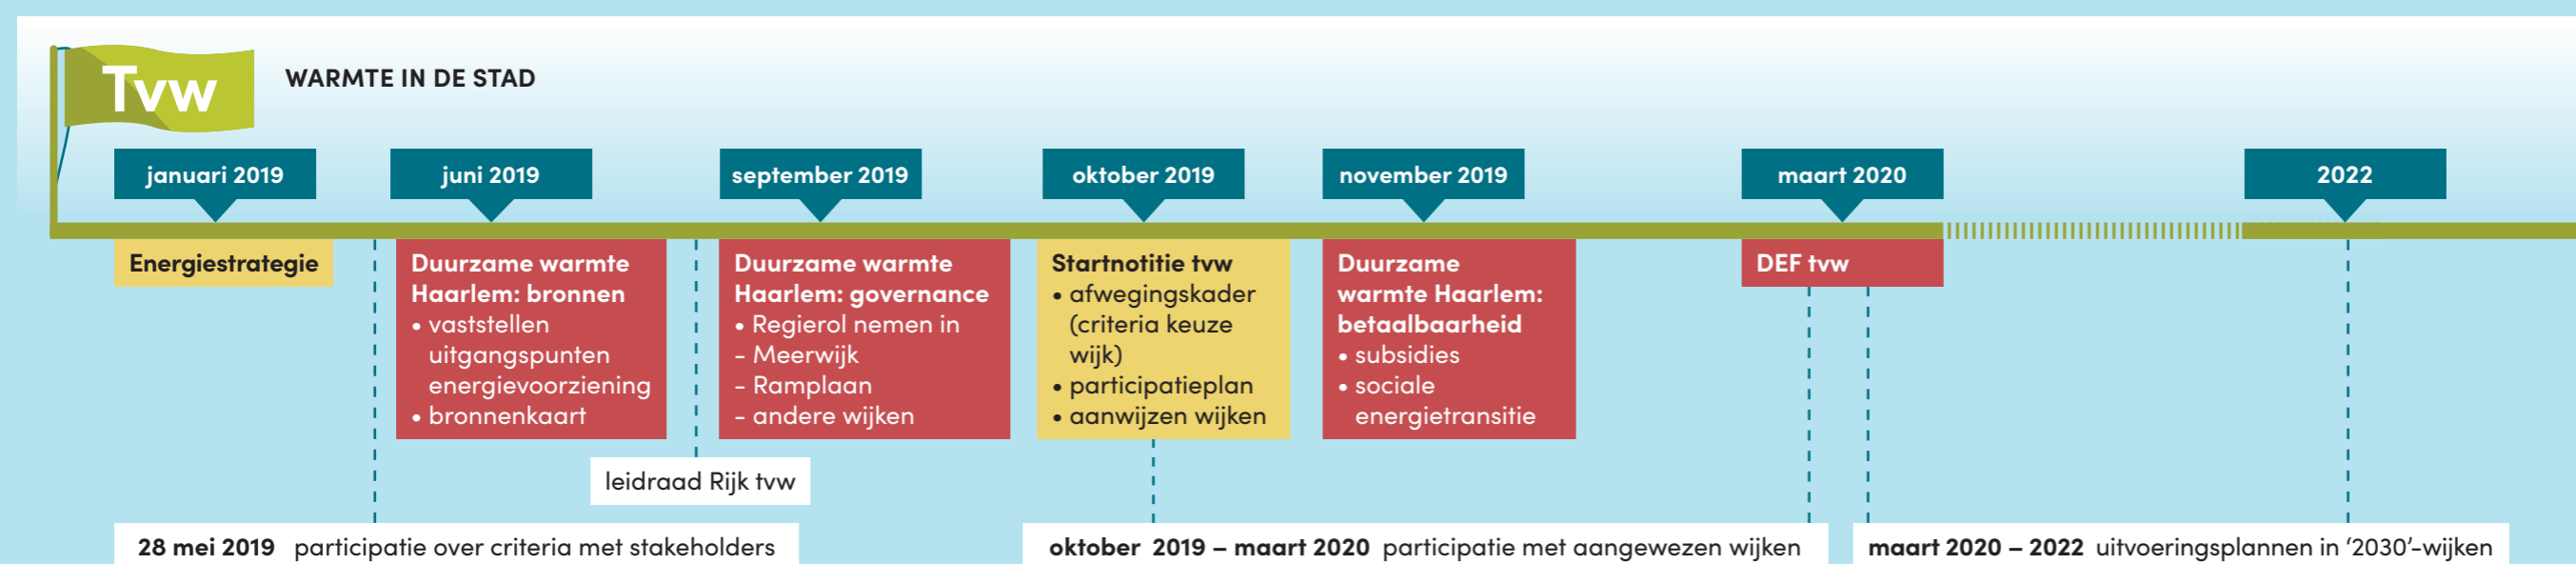 Tvw
WARMTE IN DE STAD
januari 2019
juni 2019
september 2019
oktober 2019
november 2019
maart 2020
2022
Energiestrategie
Duurzame warmte
Haarlem: bronnen
• vaststellen
uitgangspunten
energievoorziening
• bronnenkaart
Duurzame warmte
Haarlem: governance
• Regierol nemen in
- Meerwijk
- Ramplaan
- andere wijken
Startnotitie tvw
• afwegingskader
(criteria keuze
wijk)
• participatieplan
• aanwijzen wijken
Duurzame
warmte Haarlem:
betaalbaarheid
• subsidies
• sociale
energietransitie
DEF tvw
leidraad Rijk tvw
28 mei 2019 participatie over criteria met stakeholders
oktober 2019 – maart 2020 participatie met aangewezen wijken
maart 2020 – 2022 uitvoeringsplannen in ‘2030’-wijken